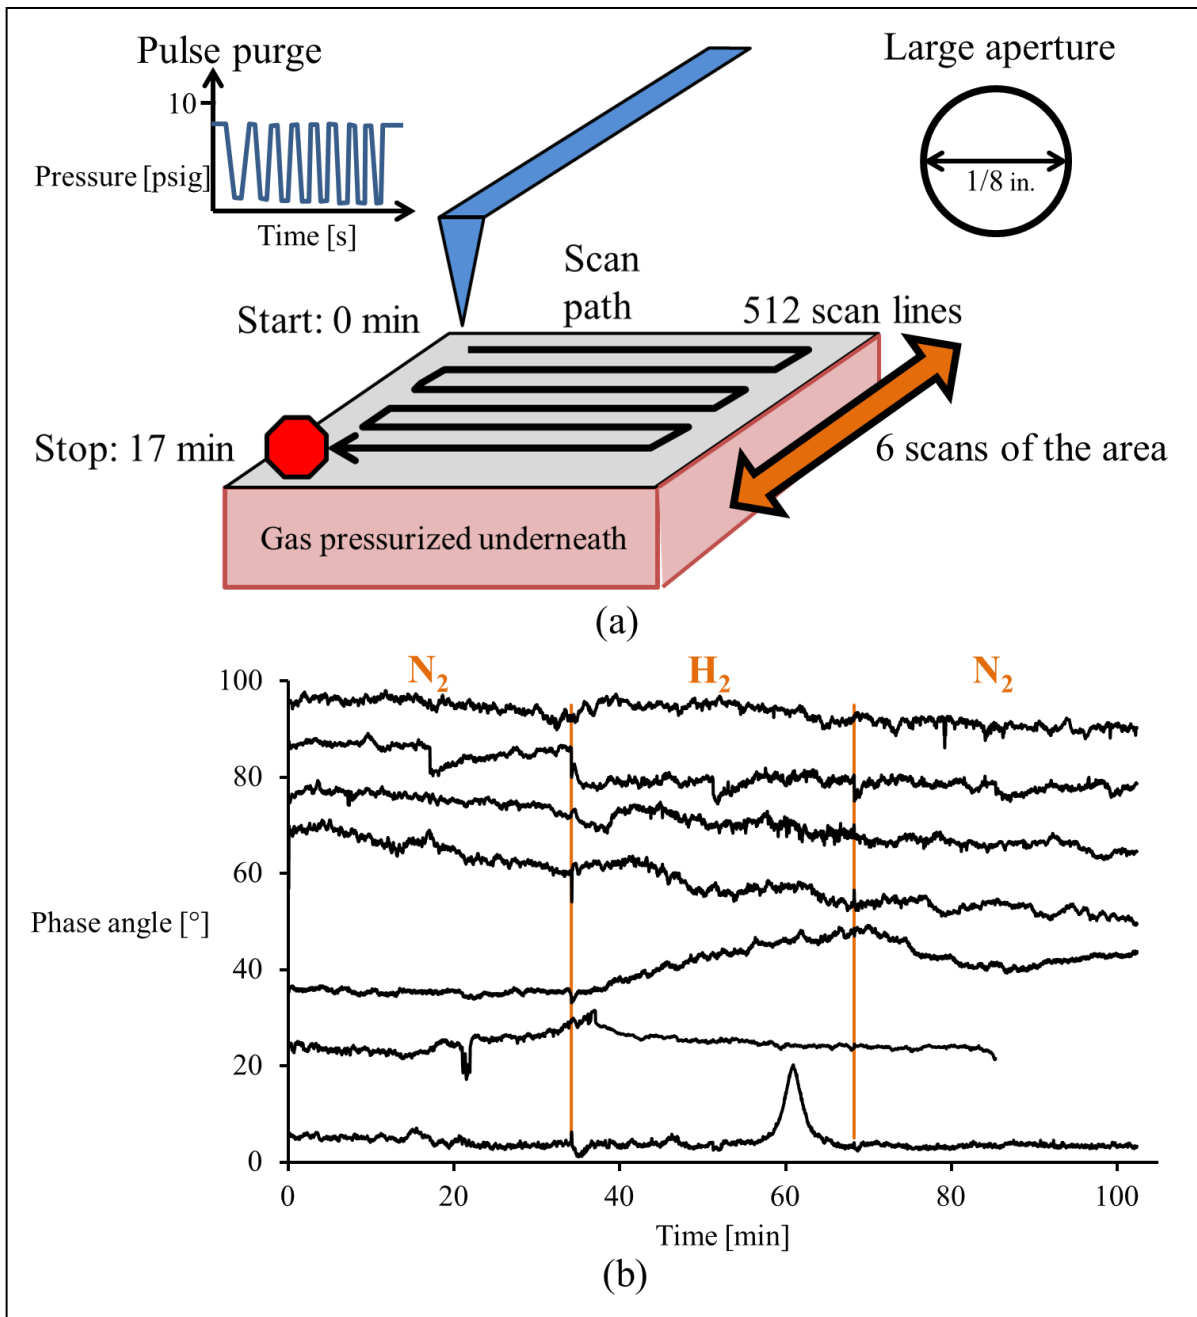 Pulse purge
10
Pressure [psig]
Time [s]
Large aperture
1/8 in.
Scan
path
Start: 0 min
512 scan lines
Stop: 17 min
6 scans of the area
Gas pressurized underneath
(a)
N2
H2
N2
100
80
60
40
20
0
Phase angle [°]
0
20
40
60
80
100
Time [min]
(b)